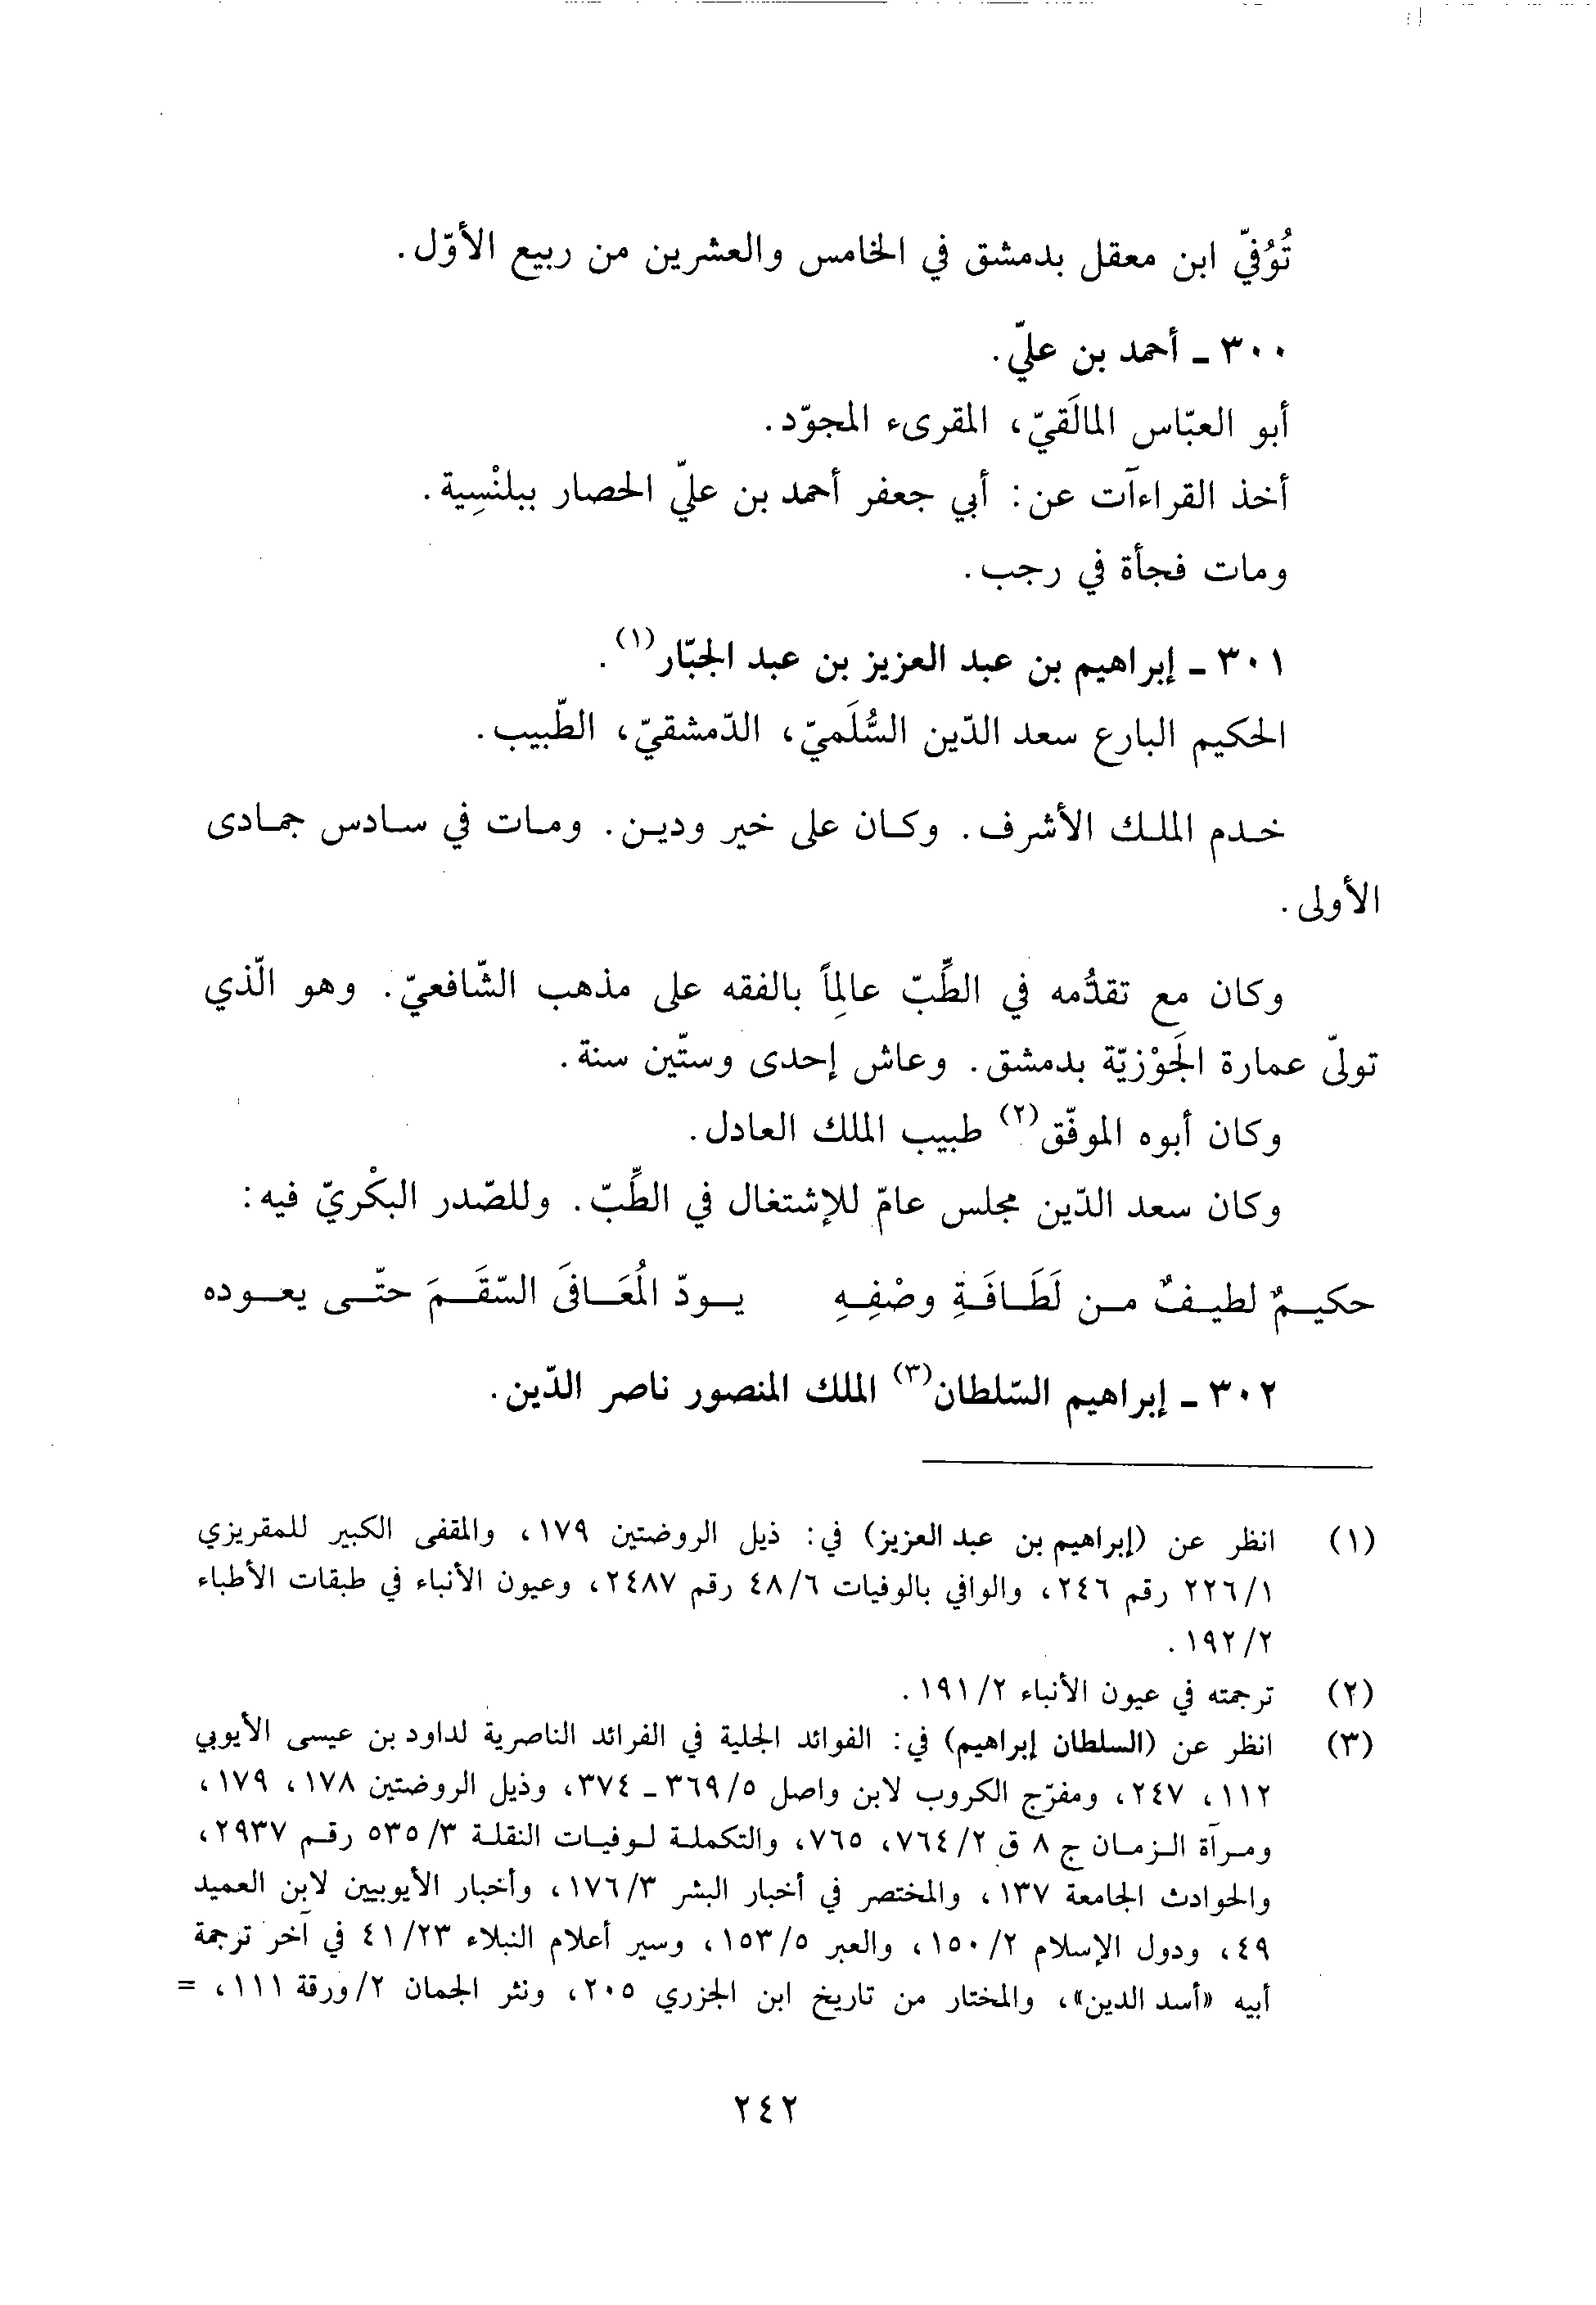 تُوُفيّ ابن معقل بدمشق في الخامس والعشرين من ربيع الأوّل.
٣٠٠ ـ أحمد بن عليّ.
أبو العبّاس المالَقيّ، المقرىء المجوّد.
أخذ القراءآت عن: أبي جعفر أحمد بن عليّ الحصار ببلنْسِية.
ومات فجأة في رجب.
٣٠١ ـ إبراهيم بن عبد العزيز بن عبد الجبّار(١).
الحكيم البارع سعد الدّين السُّلَميّ، الدّمشقيّ، الطّبيب.
خدم الملك الأشرف. وكان على خير ودين. ومات في سادس جمادى
الأولى.
وكان مع تقدُّمه في الطِّبّ عالِماً بالفقه على مذهب الشّافعيّ. وهو الّذي
تولىّ عمارة الجَوْزيّة بدمشق. وعاش إحدى وستّين سنة.
وكان أبوه الموفّق(٢) طبيب الملك العادل.
وكان سعد الدّين مجلس عامّ للإشتغال في الطِّبّ. وللصّدر البكْريّ فيه:
حكيمٌ لطيفٌ من لَطَافَةِ وصْفِهِ يودّ المُعَافىَ السّقَمَ حتّى يعوده
٣٠٢ ـ إبراهيم السّلطان(٣) الملك المنصور ناصر الدّين.
(١) انظر عن (إبراهيم بن عبد العزيز) في: ذيل الروضتين ١٧٩، والمقفى الكبير للمقريزي
٢٢٦/١ رقم ٢٤٦، والوافي بالوفيات ٤٨/٦ رقم ٢٤٨٧، وعيون الأنباء في طبقات الأطباء
١٩٢/٢.
(٢) ترجمته في عيون الأنباء ١٩١/٢.
(٣) انظر عن (السلطان إبراهيم) في: الفوائد الجلية في الفرائد الناصرية لداود بن عيسى الأيوبي
١١٢، ٢٤٧، ومفرّج الكروب لابن واصل ٣٦٩/٥ ـ ٣٧٤، وذيل الروضتين ١٧٨، ١٧٩،
ومرآة الزمان ج ٨ ق ٧٦٤/٢، ٧٦٥، والتكملة لوفيات النقلة ٥٣٥/٣ رقم ٢٩٣٧،
والحوادث الجامعة ١٣٧، والمختصر في أخبار البشر ١٧٦/٣، وأخبار الأيوبيين لابن العميد
٤٩، ودول الإسلام ١٥٠/٢، والعبر ١٥٣/٥، وسير أعلام النبلاء ٤١/٢٣ في آخر ترجمة
أبيه «أسد الدين»، والمختار من تاريخ ابن الجزري ٢٠٥، ونثر الجمان ٢/ورقة ١١١، =
٢٤٢